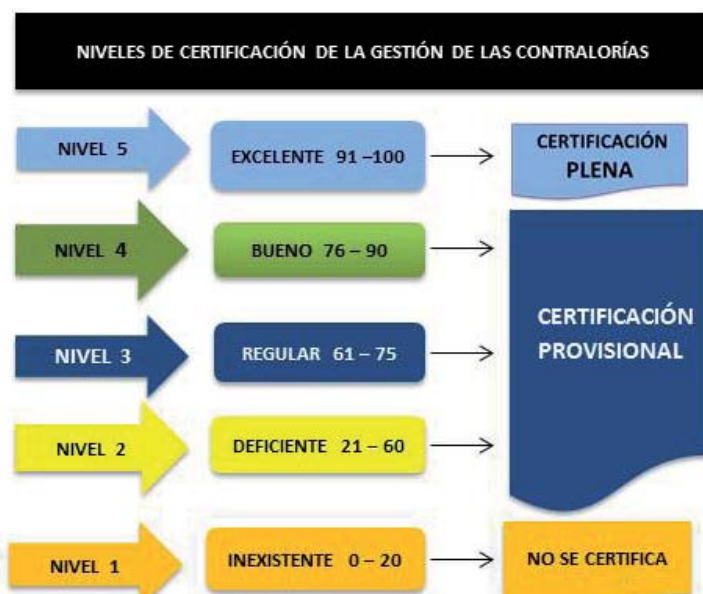 NIVELES DE CERTIFICACIÓN DE LA GESTIÓN DE LAS CONTRALORÍAS
NIVEL 5
EXCELENTE 91 –100
CERTIFICACIÓN
PLENA
NIVEL 4
BUENO 76 – 90
NIVEL 3
REGULAR 61 – 75
CERTIFICACIÓN
PROVISIONAL
NIVEL 2
DEFICIENTE 21 – 60
NIVEL 1
INEXISTENTE 0 – 20
NO SE CERTIFICA